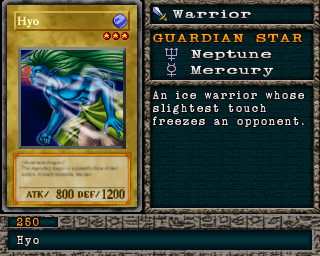 Hyo
Warrior
GUARDIAN STAR
Neptune
Mercury
An ice warrior whose
slightest touch
freezes an opponent.
ATK/ 800 DEF/1200
250
Hyo